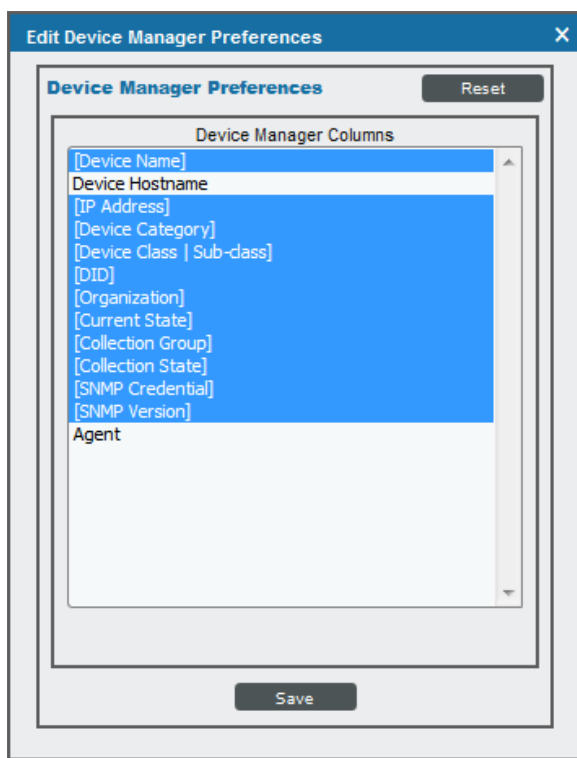 Edit Device Manager Preferences
Device Manager Preferences
Reset
Device Manager Columns
[Device Name]
Device Hostname
[IP Address]
[Device Category]
[Device Class | Sub-class]
[DID]
[Organization]
[Current State]
[Collection Group]
[Collection State]
[SNMP Credential]
[SNMP Version]
Agent
Save